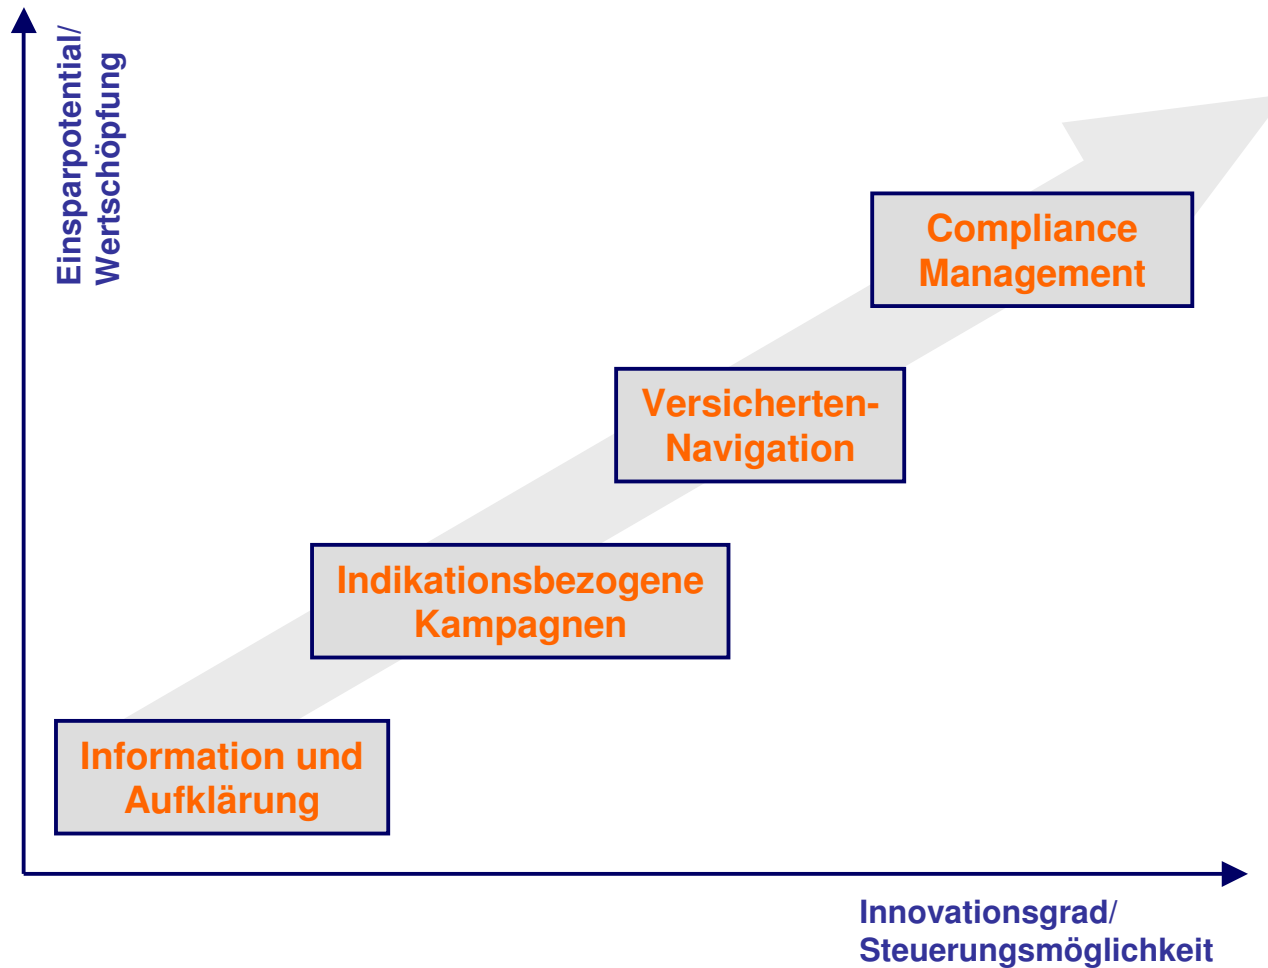 Einsparpotential/
Wertschöpfung
Compliance
Management
Versicherten-
Navigation
Indikationsbezogene
Kampagnen
Information und
Aufklärung
Innovationsgrad/
Steuerungsmöglichkeit